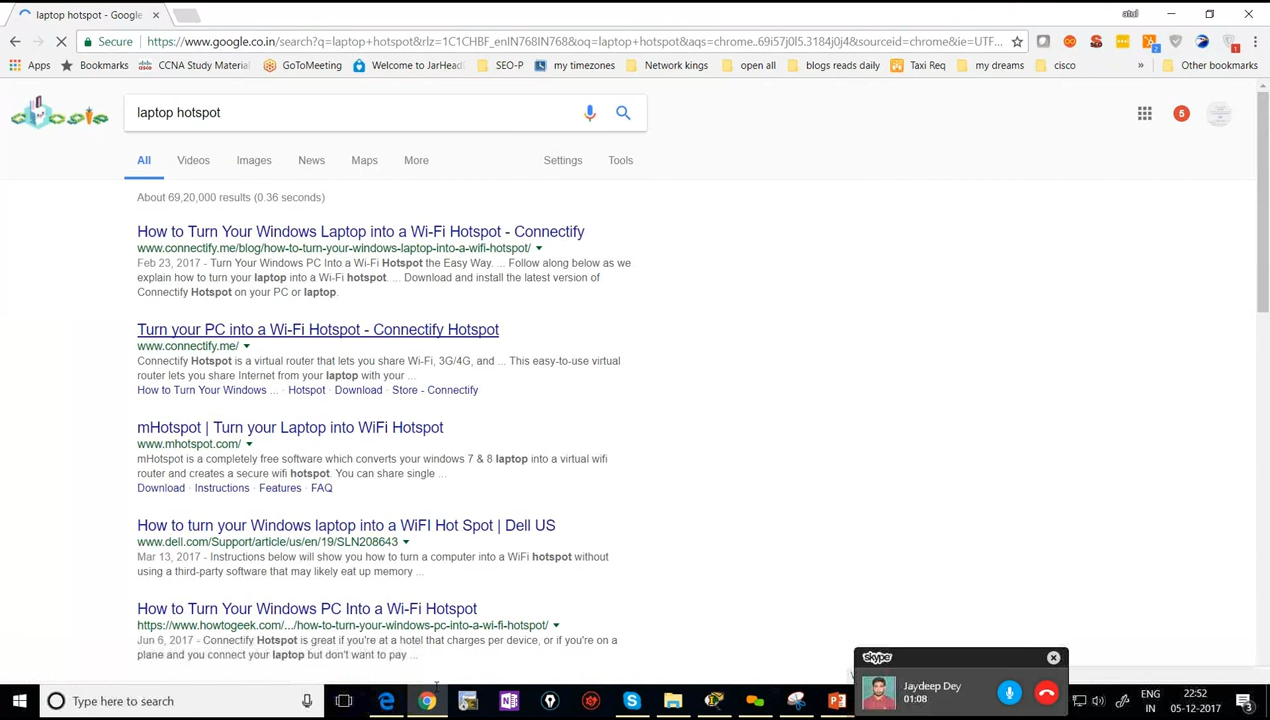 laptop hotspot - Google
atul
Secure https://www.google.co.in/search?q=laptop+hotspot&rlz=1C1CHBF_enIN768IN768&oq=laptop+hotspot&aqs=chrome..69i57j0l5.3184j0j4&sourceid=chrome&ie=UTF...
Apps Bookmarks CCNA Study Material GoToMeeting Welcome to JarHead SEO-P my timezones Network kings open all blogs reads daily Taxi Req my dreams cisco » Other bookmarks
laptop hotspot
5
All Videos Images News Maps More Settings Tools
About 69,20,000 results (0.36 seconds)
How to Turn Your Windows Laptop into a Wi-Fi Hotspot - Connectify
www.connectify.me/blog/how-to-turn-your-windows-laptop-into-a-wifi-hotspot/
Feb 23, 2017 - Turn Your Windows PC Into a Wi-Fi Hotspot the Easy Way. ... Follow along below as we
explain how to turn your laptop into a Wi-Fi hotspot. ... Download and install the latest version of
Connectify Hotspot on your PC or laptop.
Turn your PC into a Wi-Fi Hotspot - Connectify Hotspot
www.connectify.me/
Connectify Hotspot is a virtual router that lets you share Wi-Fi, 3G/4G, and ... This easy-to-use virtual
router lets you share Internet from your laptop with your ...
How to Turn Your Windows ... · Hotspot · Download · Store - Connectify
mHotspot | Turn your Laptop into WiFi Hotspot
www.mhotspot.com/
mHotspot is a completely free software which converts your windows 7 & 8 laptop into a virtual wifi
router and creates a secure wifi hotspot. You can share single ...
Download · Instructions · Features · FAQ
How to turn your Windows laptop into a WiFI Hot Spot | Dell US
www.dell.com/Support/article/us/en/19/SLN208643
Mar 13, 2017 - Instructions below will show you how to turn a computer into a WiFi hotspot without
using a third-party software that may likely eat up memory ...
How to Turn Your Windows PC Into a Wi-Fi Hotspot
https://www.howtogeek.com/.../how-to-turn-your-windows-pc-into-a-wi-fi-hotspot/
Jun 6, 2017 - Connectify Hotspot is great if you're at a hotel that charges per device, or if you're on a
plane and you connect your laptop but don't want to pay ...
skype
Jaydeep Dey
01:08
Type here to search
ENG
IN
22:52
05-12-2017
3